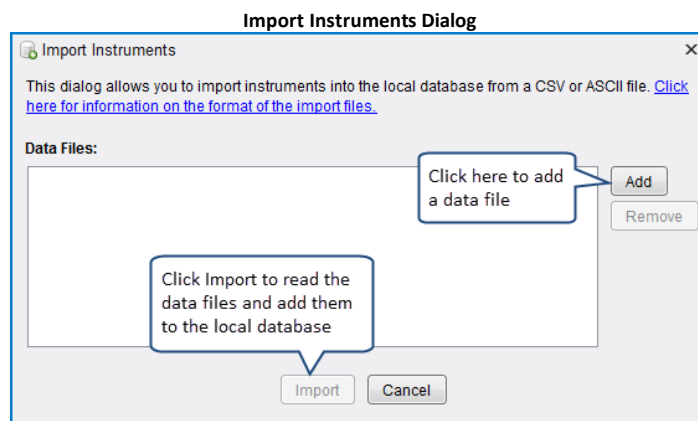 Import Instruments Dialog
Import Instruments
This dialog allows you to import instruments into the local database from a CSV or ASCII file. Click
here for information on the format of the import files.
Data Files:
Click here to add
a data file
Add
Remove
Click Import to read the
data files and add them
to the local database
Import
Cancel